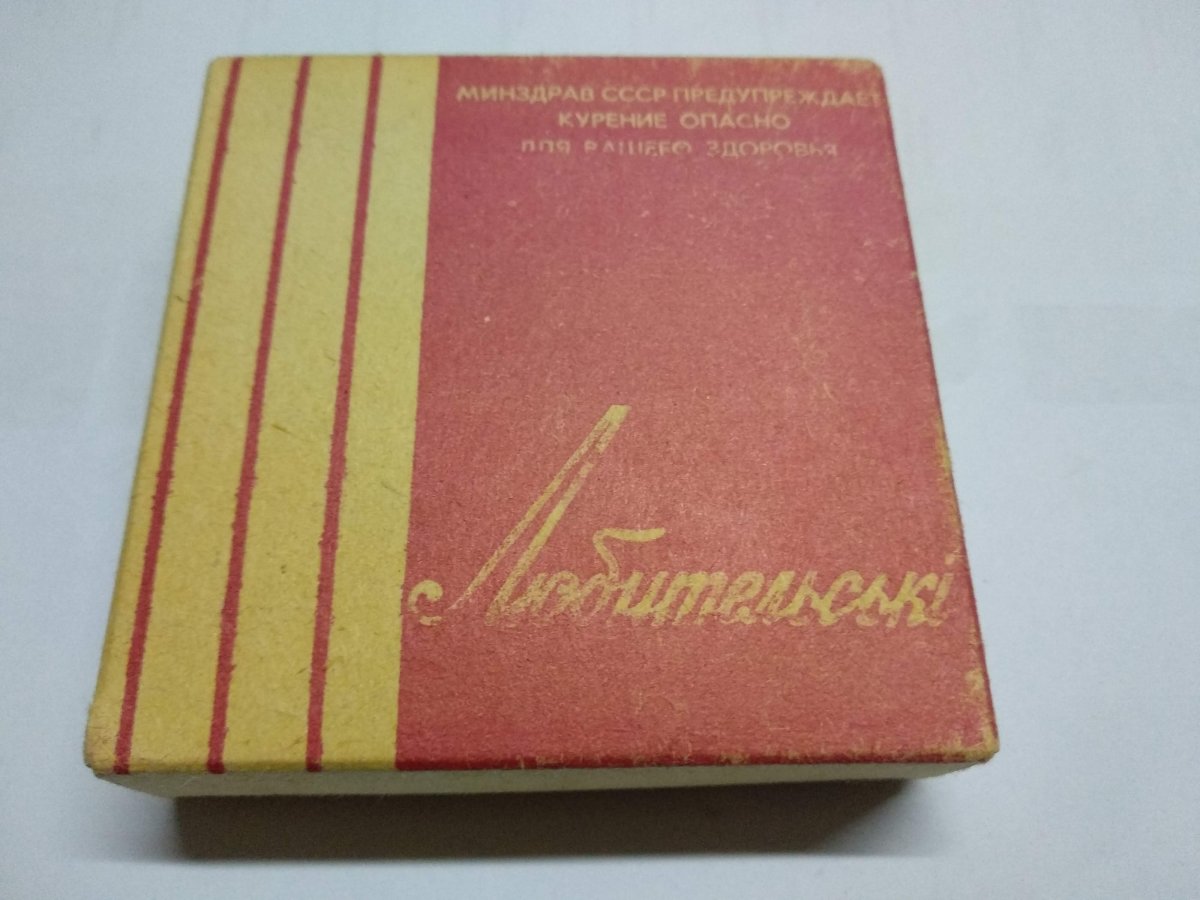 МИНЗДРАВ СССР ПРЕДУПРЕЖДАЕТ
КУРЕНИЕ ОПАСНО
ДЛЯ ВАШЕГО ЗДОРОВЬЯ
Любительські